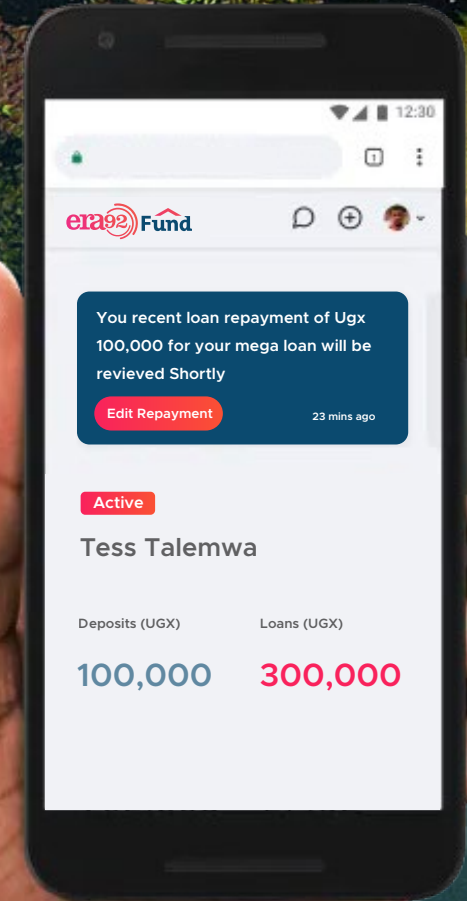 12:30
1
era92 Fund
You recent loan repayment of Ugx
100,000 for your mega loan will be
revieved Shortly
Edit Repayment
23 mins ago
Active
Tess Talemwa
Deposits (UGX) Loans (UGX)
100,000 300,000